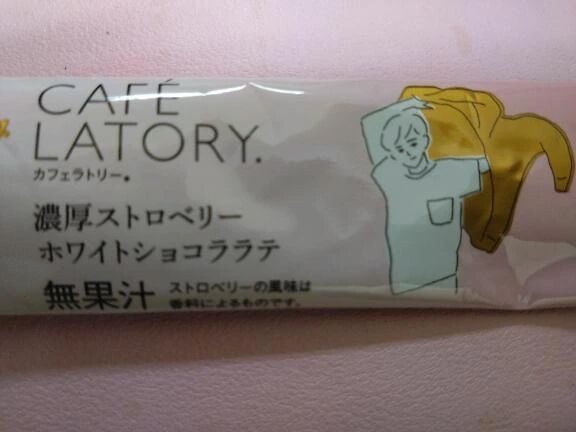 CAFÉ
LATORY.
カフェラトリー。
濃厚ストロベリー
ホワイトショコララテ
無果汁
ストロベリーの風味は
香料によるものです。